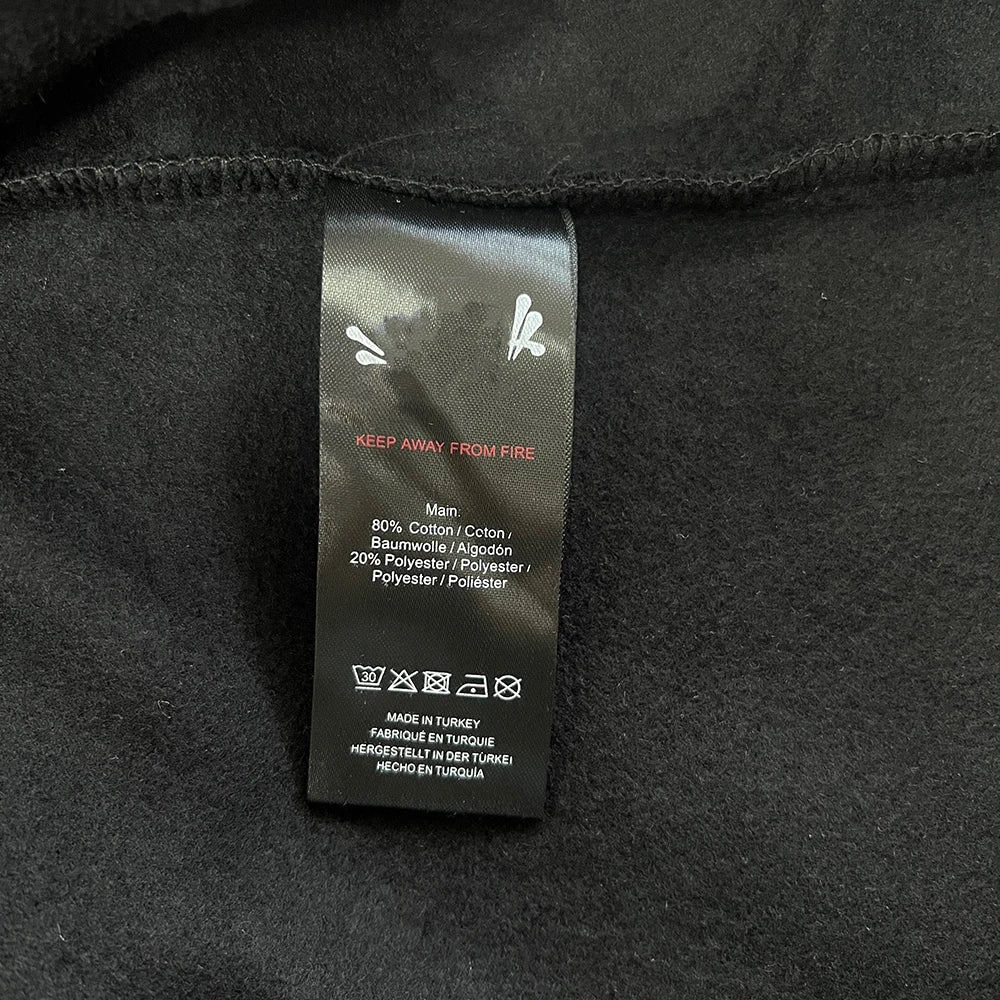 KEEP AWAY FROM FIRE
Main:
80% Cotton / Coton /
Baumwolle / Algodón
20% Polyester / Polyester /
Polyester / Poliéster
30
MADE IN TURKEY
FABRIQUÉ EN TURQUIE
HERGESTELLT IN DER TÜRKEI
HECHO EN TURQUÍA